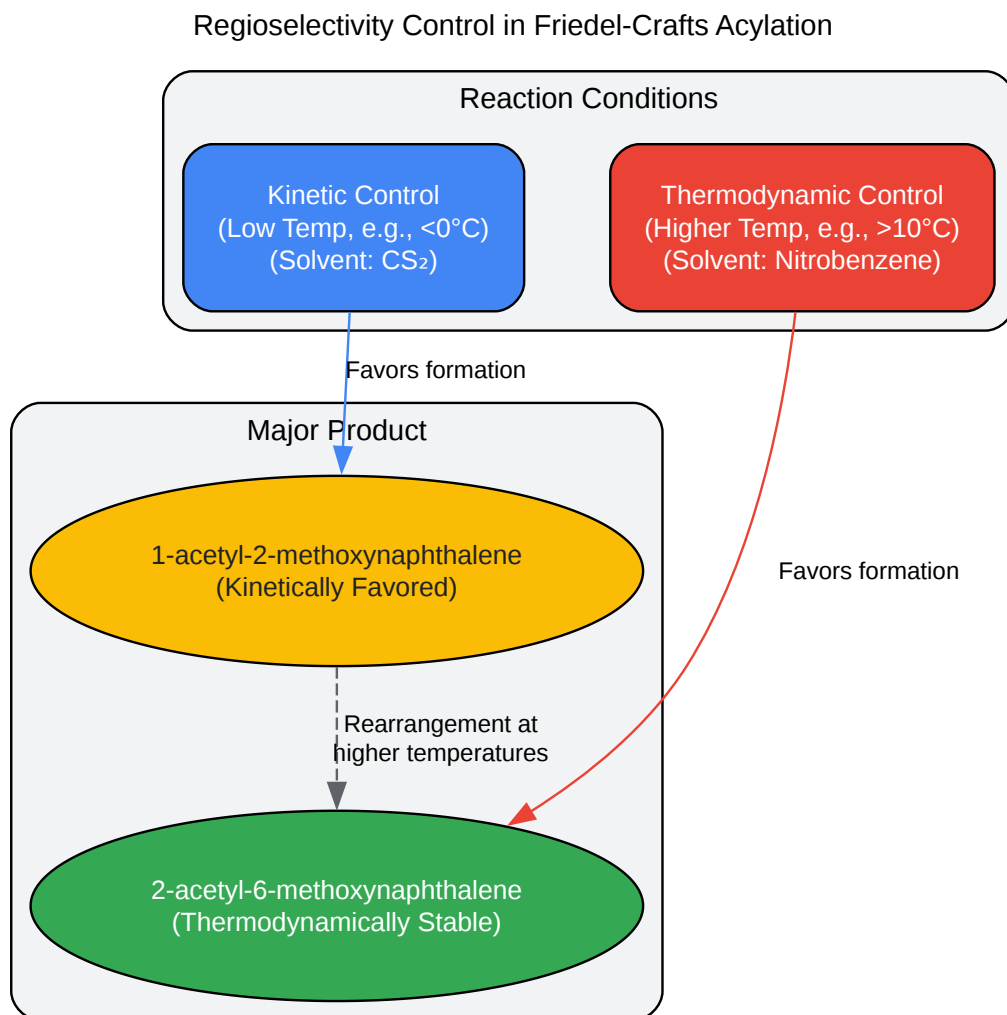 Regioselectivity Control in Friedel-Crafts Acylation
Reaction Conditions
Kinetic Control
(Low Temp, e.g., <0°C)
(Solvent: CS₂)
Thermodynamic Control
(Higher Temp, e.g., >10°C)
(Solvent: Nitrobenzene)
Favors formation
Major Product
1-acetyl-2-methoxynaphthalene
(Kinetically Favored)
Favors formation
Rearrangement at
higher temperatures
2-acetyl-6-methoxynaphthalene
(Thermodynamically Stable)